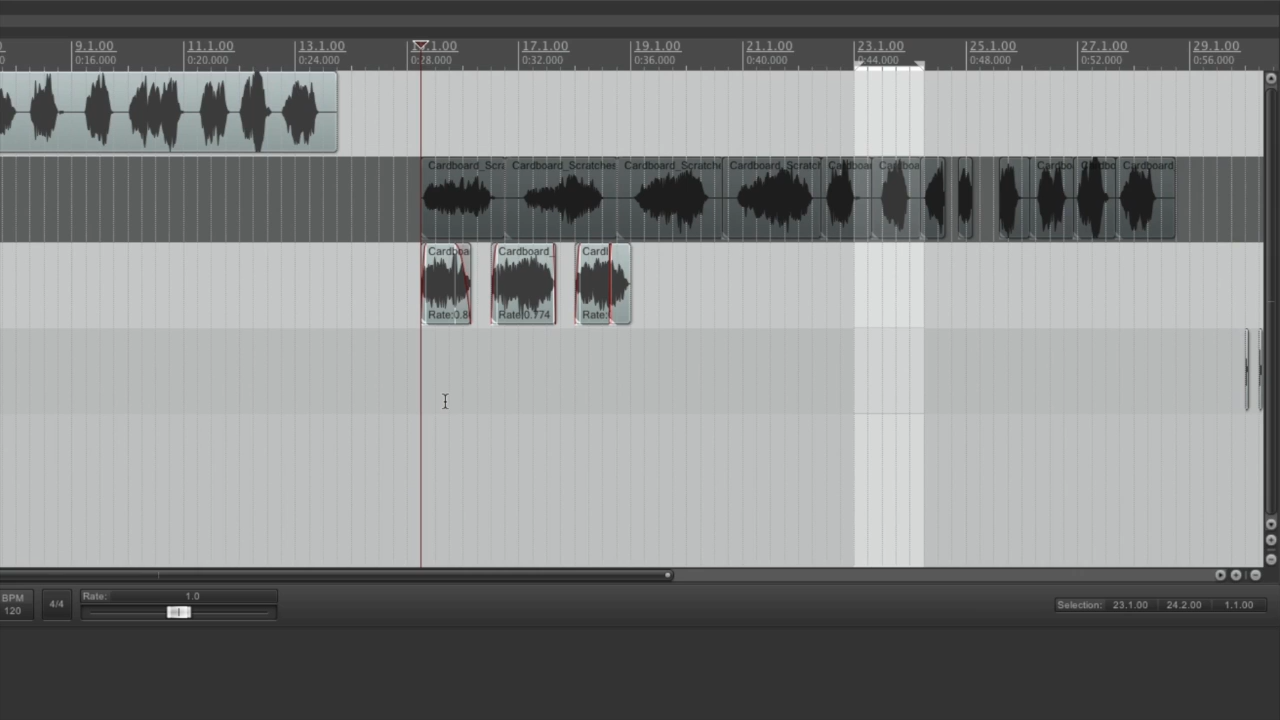 9.1.00 11.1.00 13.1.00 1.00 17.1.00 19.1.00 21.1.00 23.1.00 25.1.00 27.1.00 29.1.00
0:16.000 0:20.000 0:24.000 0:28.000 0:32.000 0:36.000 0:40.000 0:44.000 0:48.000 0:52.000 0:56.000
Cardboard_Scra Cardboard_Scratches Cardboard_Scratche Cardboard_Scratch Cardboar Cardboa Cardbo Cardboard
Cardboa Cardboard_ Cardl
Rate:0.8 Rate:0.774 Rate:
BPM
120
4/4
Rate: 1.0
Selection: 23.1.00 24.2.00 1.1.00